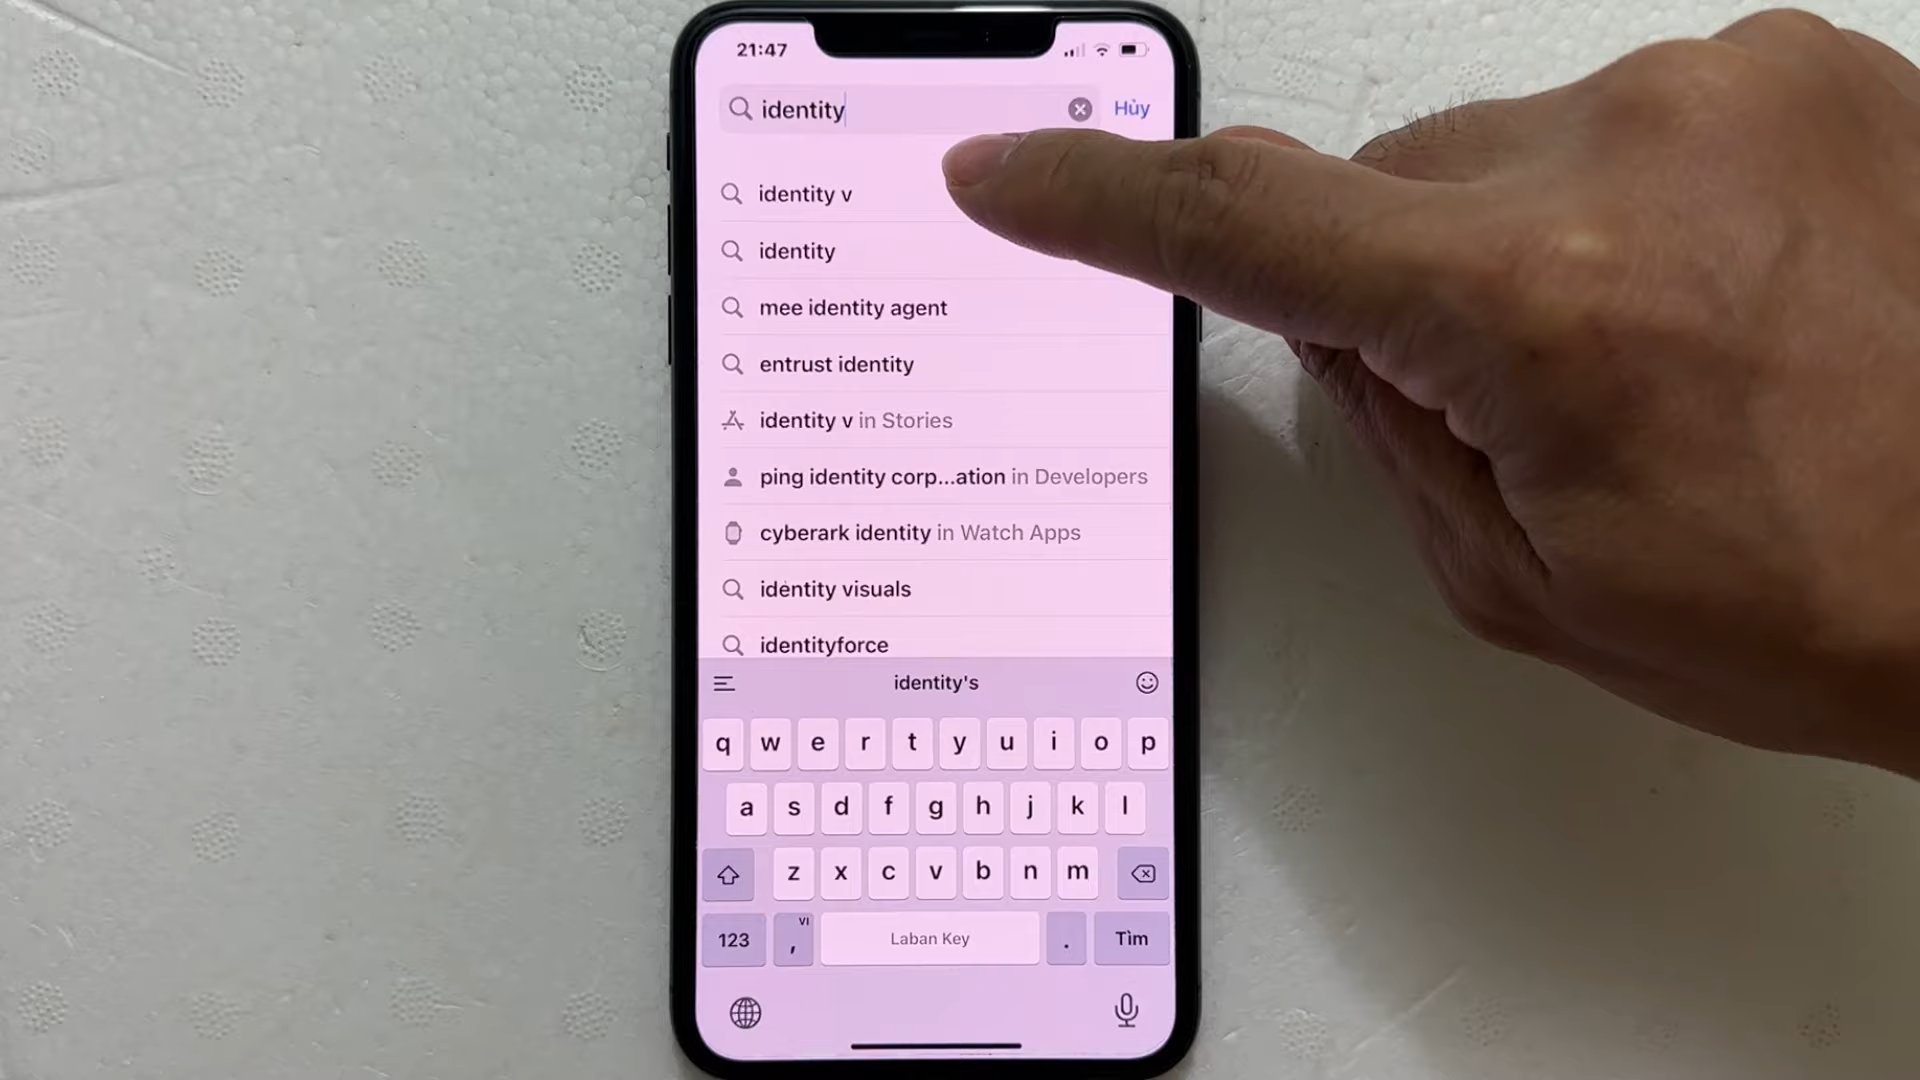 21:47
identity
Hủy
identity v
identity
mee identity agent
entrust identity
identity v in Stories
ping identity corp...ation in Developers
cyberark identity in Watch Apps
identity visuals
identityforce
identity's
q w e r t y u i o p
a s d f g h j k l
z x c v b n m
123 , VI Laban Key . Tìm